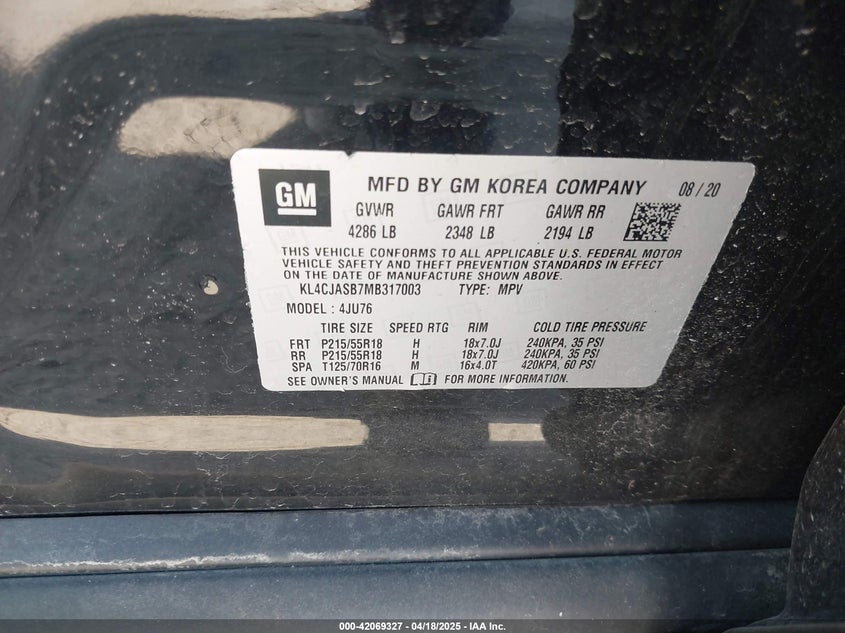 GM MFD BY GM KOREA COMPANY 08/20
GVWR GAWR FRT GAWR RR
4286 LB 2348 LB 2194 LB
THIS VEHICLE CONFORMS TO ALL APPLICABLE U.S. FEDERAL MOTOR
VEHICLE SAFETY AND THEFT PREVENTION STANDARDS IN EFFECT
ON THE DATE OF MANUFACTURE SHOWN ABOVE.
KL4CJASB7MB317003 TYPE: MPV
MODEL: 4JU76
TIRE SIZE SPEED RTG RIM COLD TIRE PRESSURE
FRT P215/55R18 H 18x7.0J 240KPA, 35 PSI
RR P215/55R18 H 18x7.0J 240KPA, 35 PSI
SPA T125/70R16 M 16x4.0T 420KPA, 60 PSI
SEE OWNER'S MANUAL FOR MORE INFORMATION.
000-42069327 - 04/18/2025 - IAA Inc.